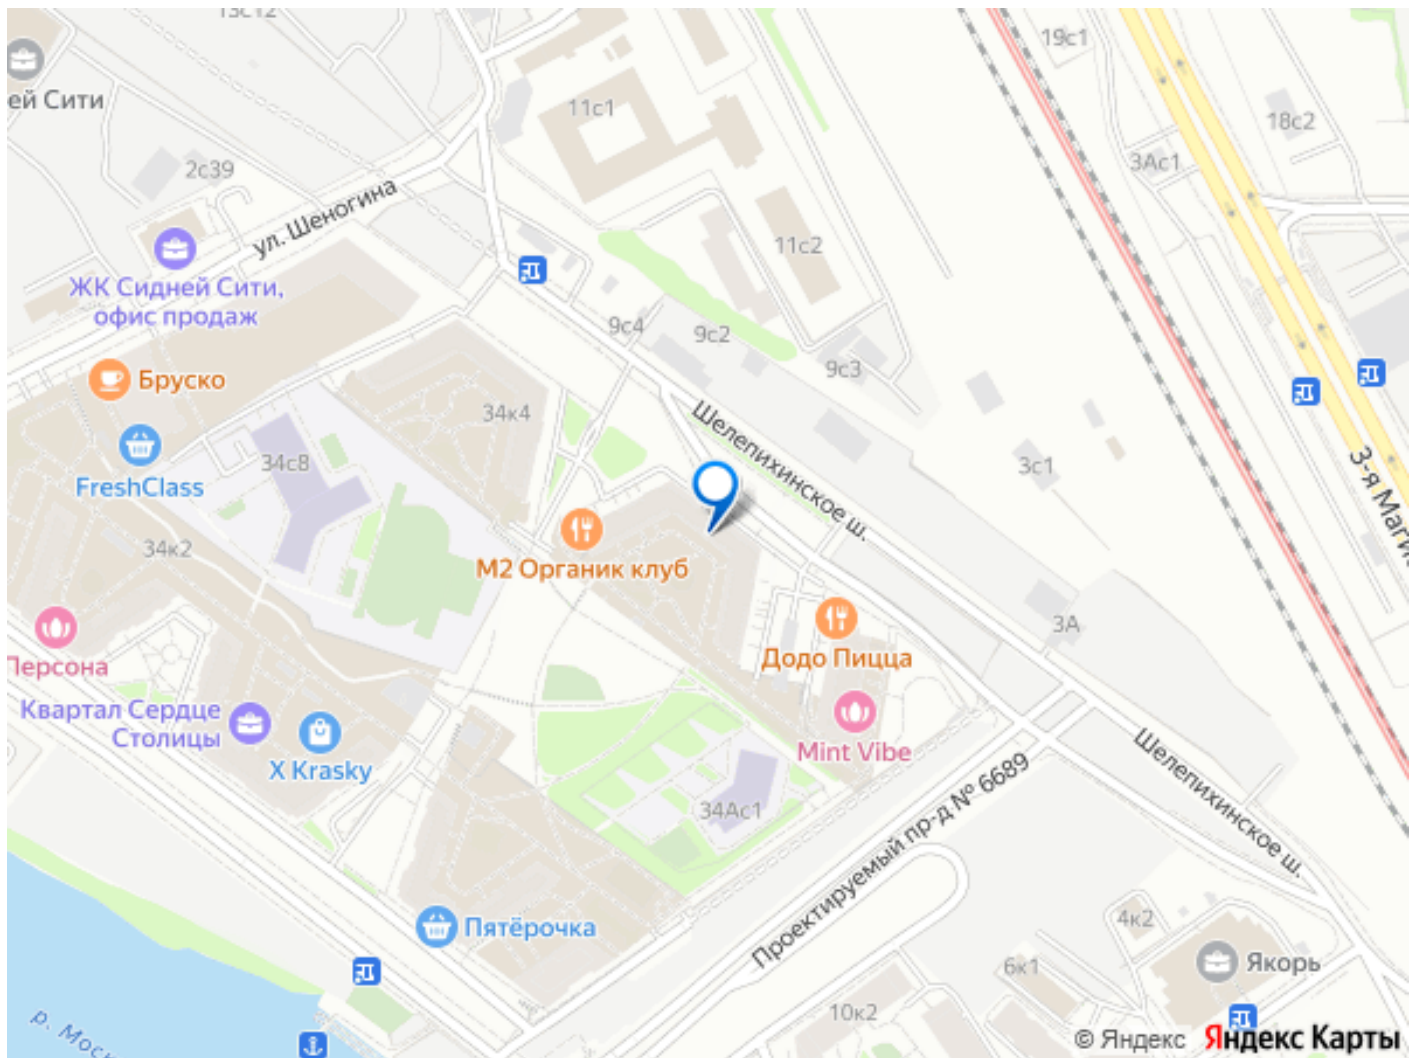 13с12
19с1
ей Сити
11с1
18с2
2с39
3Ас1
ул. Шеногина
11с2
ЖК Сидней Сити,
офис продаж
9с4
9с2
9с3
Бруско
34к4
Шелепихинское ш.
34с8
3с1
3-я Маги
FreshClass
34к2
М2 Органик клуб
3А
Персона
Додо Пицца
Квартал Сердце
Столицы
X Krasky
Mint Vibe
Шелепихинское ш.
34Ас1
Проектируемый пр-д № 6689
Пятёрочка
4к2
6к1
Якорь
10к2
р. Моск
© Яндекс Яндекс Карты